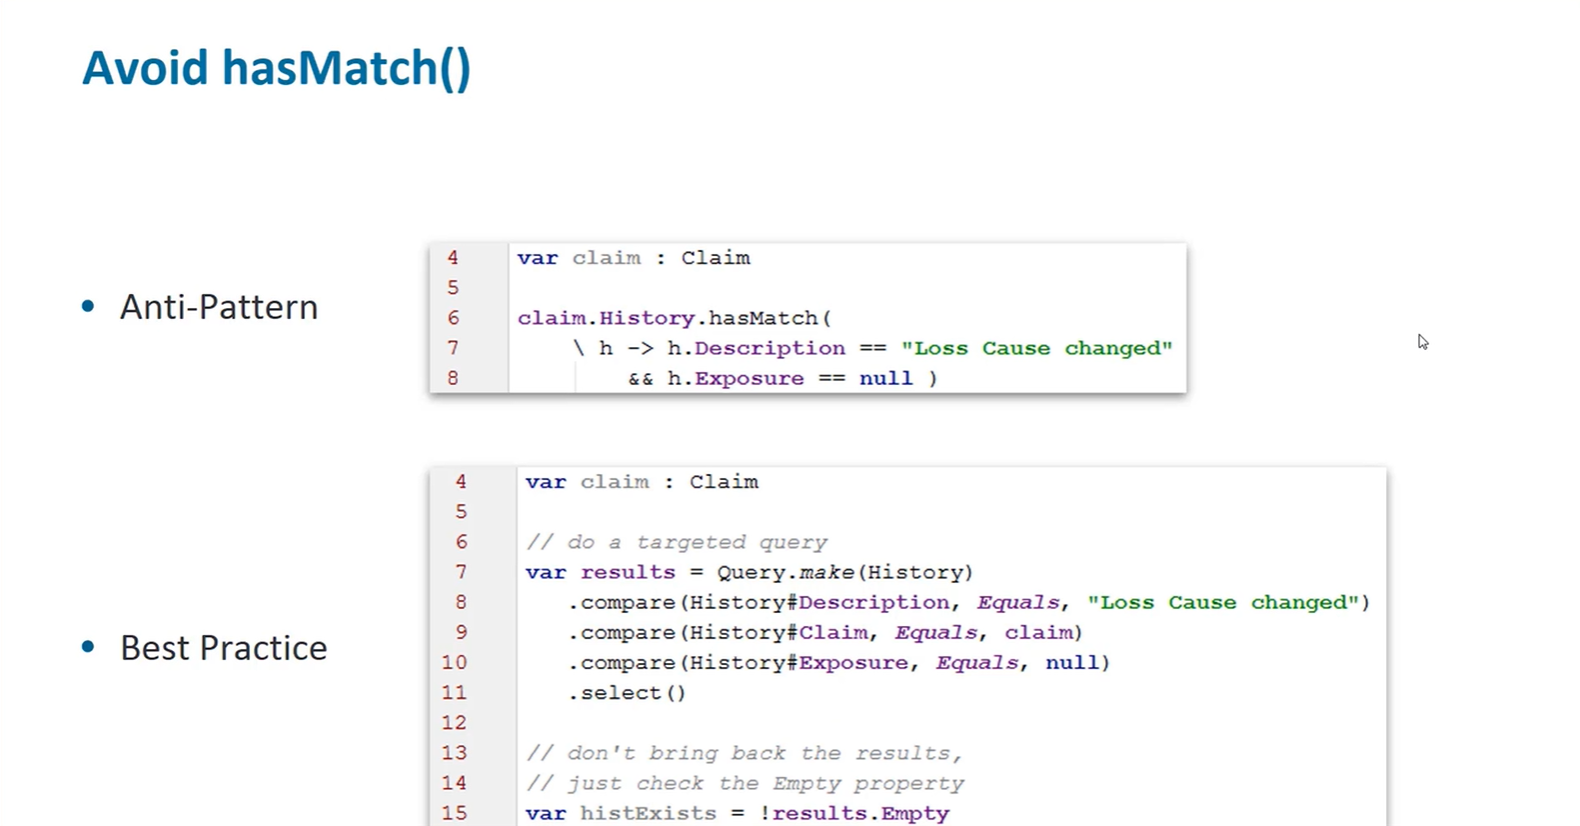 Avoid hasMatch()
• Anti-Pattern
4 var claim : Claim
5
6 claim.History.hasMatch(
7 \ h -> h.Description == "Loss Cause changed"
8 && h.Exposure == null )
• Best Practice
4 var claim : Claim
5
6 // do a targeted query
7 var results = Query.make(History)
8 .compare(History#Description, Equals, "Loss Cause changed")
9 .compare(History#Claim, Equals, claim)
10 .compare(History#Exposure, Equals, null)
11 .select()
12
13 // don't bring back the results,
14 // just check the Empty property
15 var histExists = !results.Empty